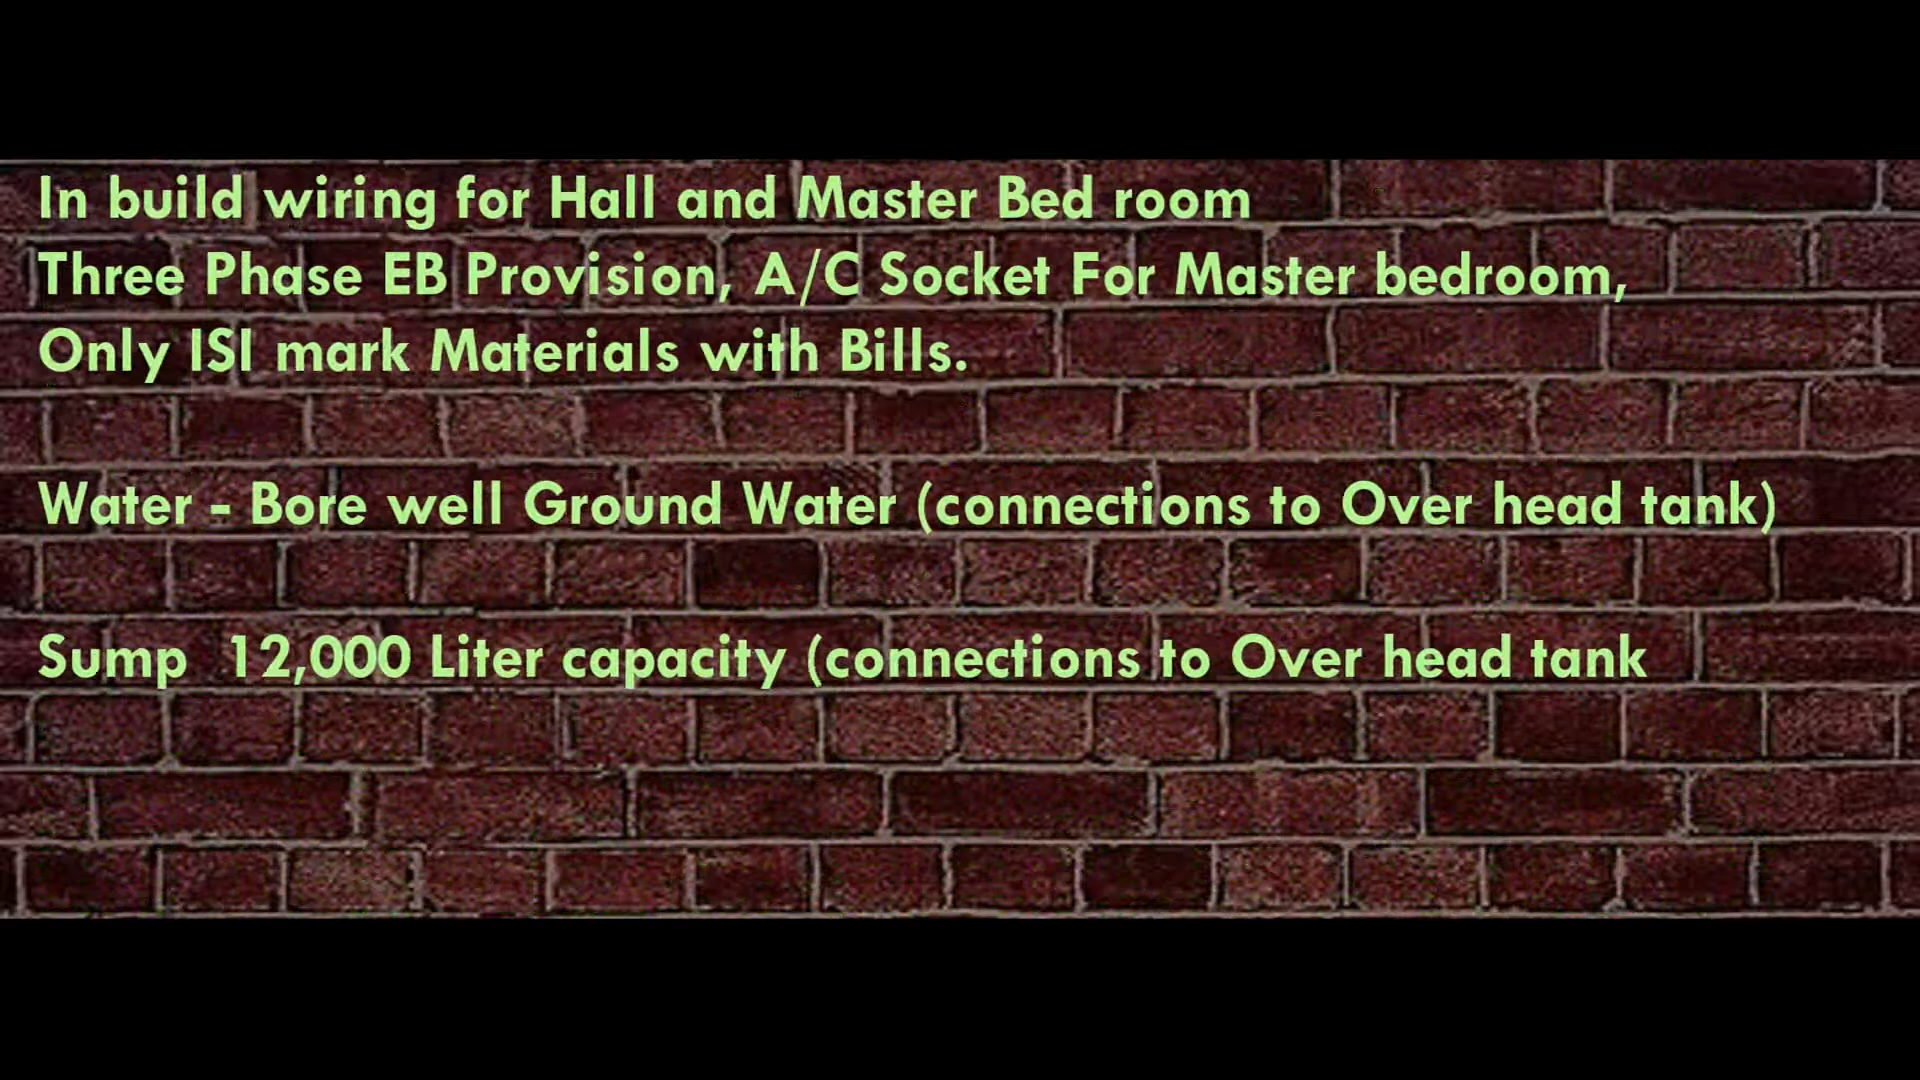 In build wiring for Hall and Master Bed room
Three Phase EB Provision, A/C Socket For Master bedroom,
Only ISI mark Materials with Bills.
Water - Bore well Ground Water (connections to Over head tank)
Sump  12,000 Liter capacity (connections to Over head tank